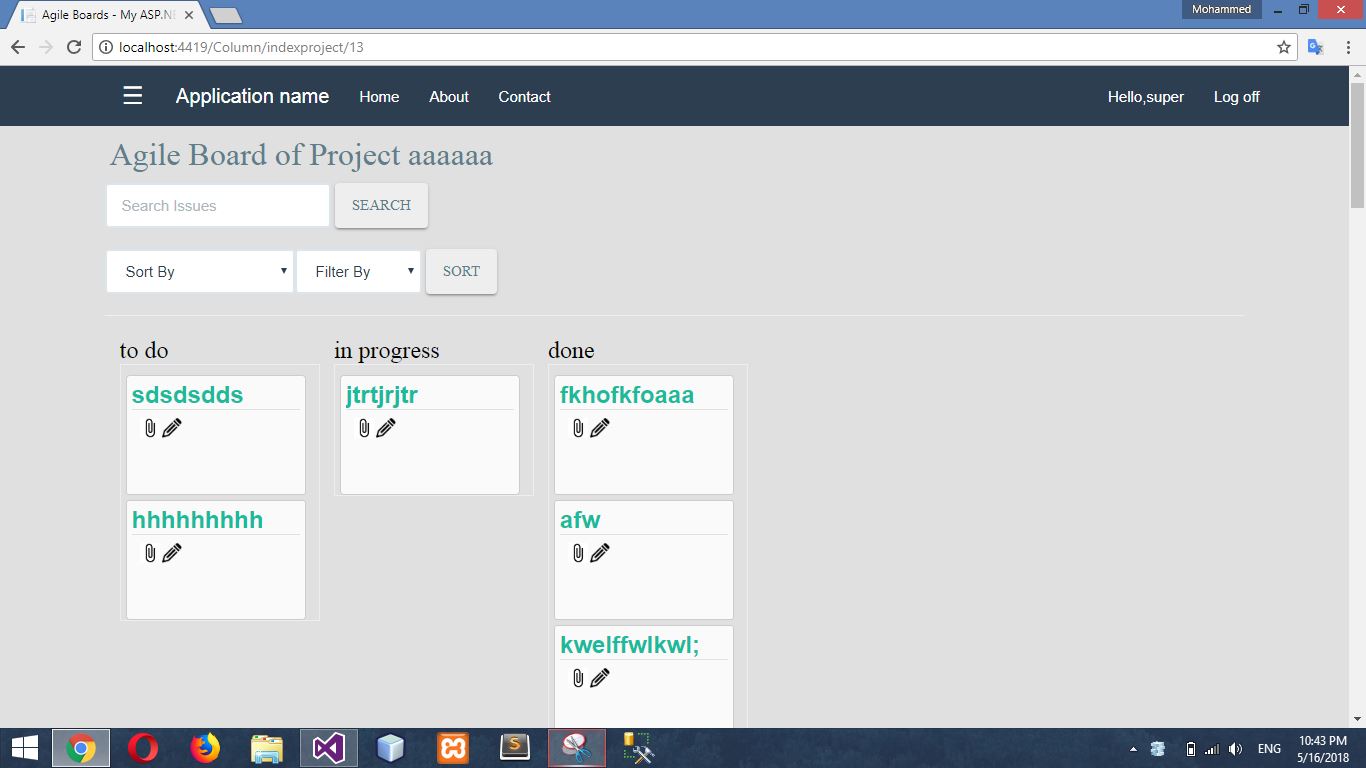 Agile Boards - My ASP.NE
Mohammed
localhost:4419/Column/indexproject/13
Application name Home About Contact Hello,super Log off
Agile Board of Project aaaaaa
Search Issues SEARCH
Sort By Filter By SORT
to do in progress done
sdsdsdds jtrtjrjtr fkhofkfoaaa
hhhhhhhhh afw
kwelffwlkwl;
ENG 10:43 PM
5/16/2018